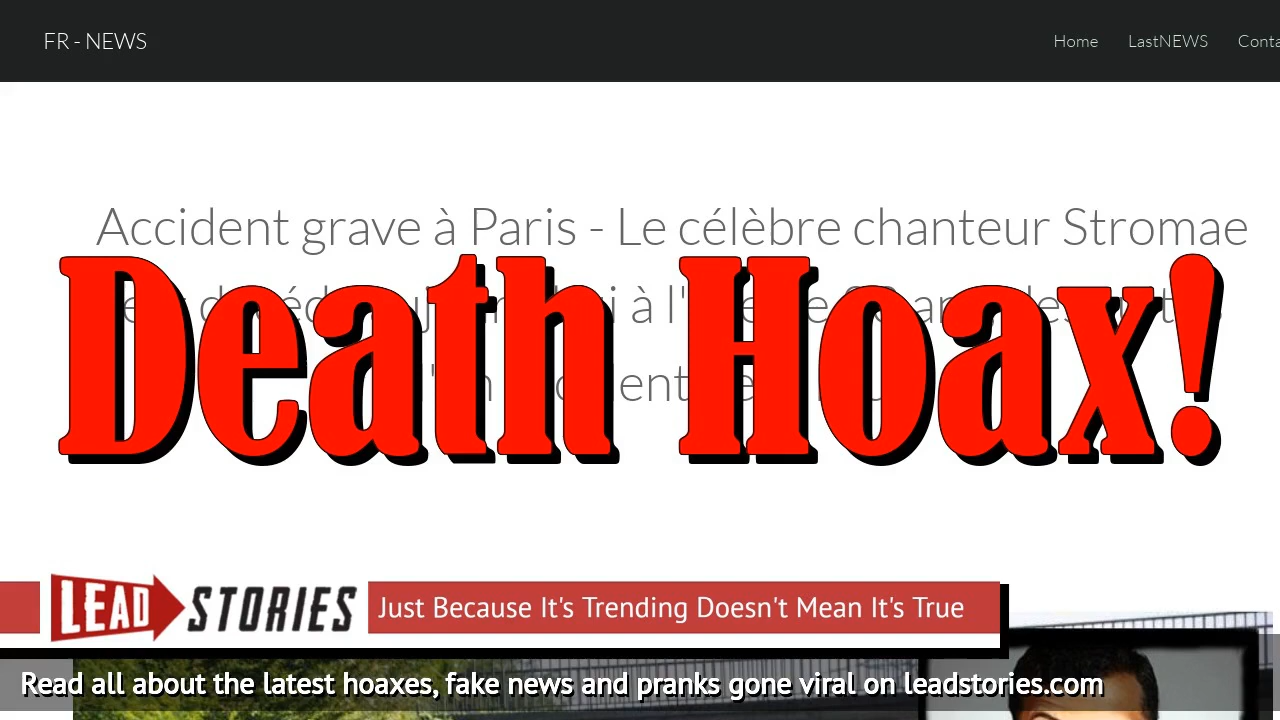 FR - NEWS
Home LastNEWS
Accident grave à Paris - Le célèbre chanteur Stromae
à
Death Hoax!
LEAD STORIES Just Because It's Trending Doesn't Mean It's True
Read all about the latest hoaxes, fake news and pranks gone viral on leadstories.com